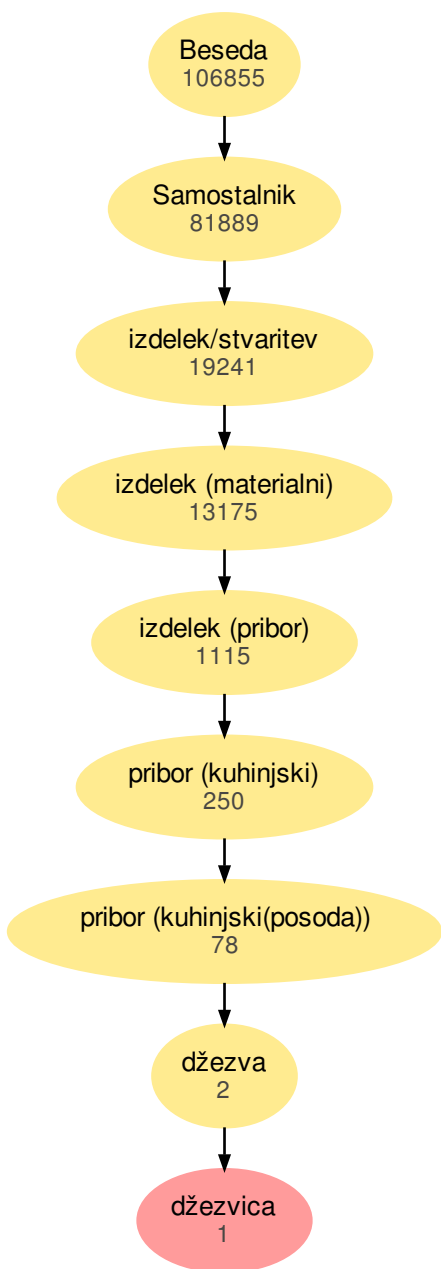 Beseda
106855
Samostalnik
81889
izdelek/stvaritev
19241
izdelek (materialni)
13175
izdelek (pribor)
1115
pribor (kuhinjski)
250
pribor (kuhinjski(posoda))
78
džezva
2
džezvica
1